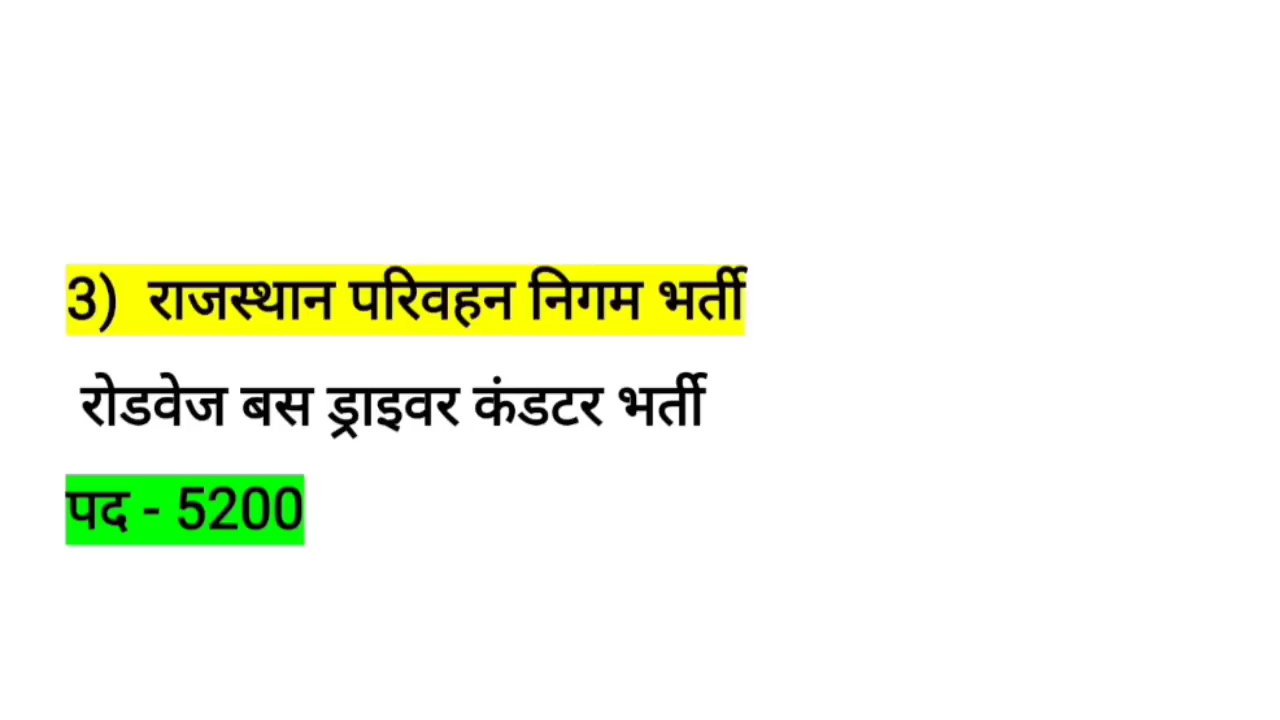 3) राजस्थान परिवहन निगम भर्ती
रोडवेज बस ड्राइवर कंडटर भर्ती
पद - 5200